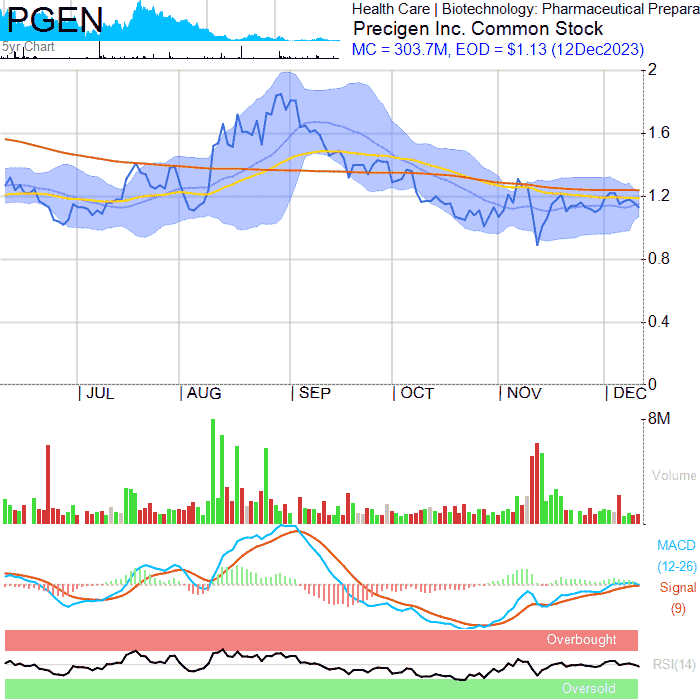 PGEN
5yr Chart
Health Care | Biotechnology: Pharmaceutical Prepara
Precigen Inc. Common Stock
MC = 303.7M, EOD = $1.13 (12Dec2023)
2
1.6
1.2
0.8
0.4
0
| JUL | AUG | SEP | OCT | NOV | DEC
8M
Volume
MACD
(12-26)
Signal
(9)
Overbought
RSI(14)
Oversold